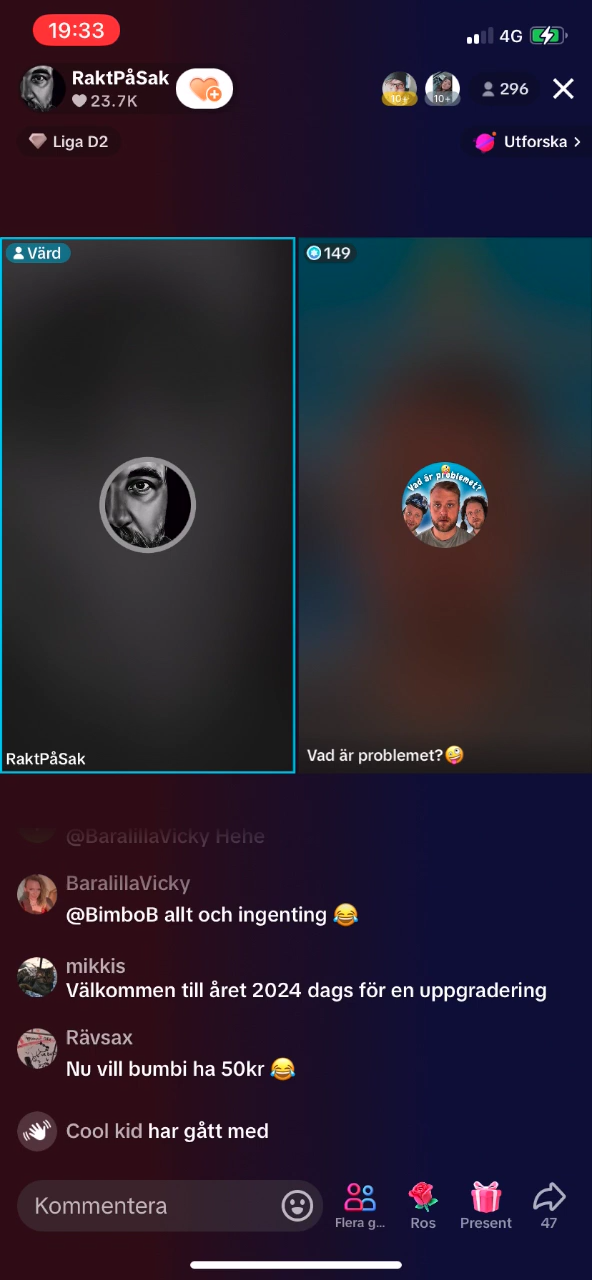 19:33
4G
RaktPåSak
23.7K
10+
10+
296
Liga D2
Utforska >
Värd
149
Vad är problemet?
RaktPåSak
Vad är problemet?🤪
@BaralillaVicky Hehe
BaralillaVicky
@BimboB allt och ingenting 😂
mikkis
Välkommen till året 2024 dags för en uppgradering
Rävsax
Nu vill bumbi ha 50kr 😂
Cool kid har gått med
Kommentera
Flera g...
Ros
Present
47